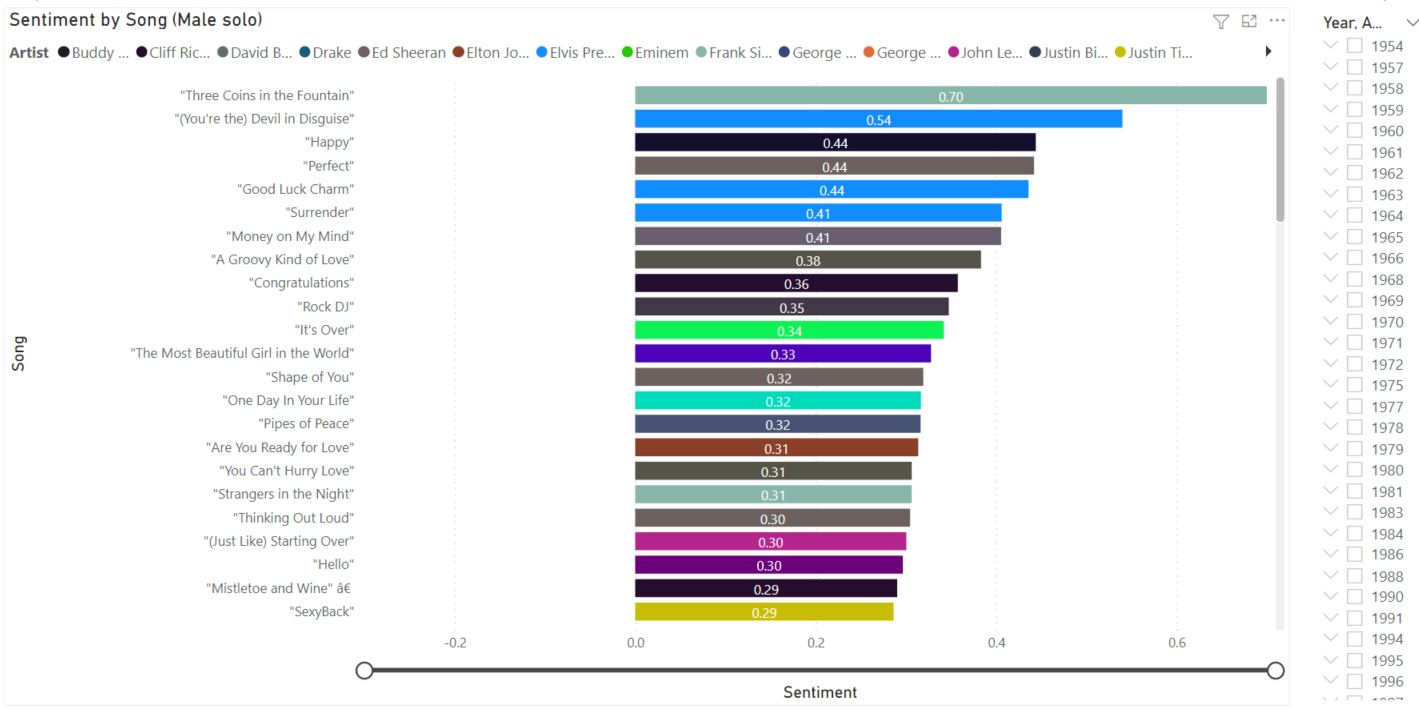 Sentiment by Song (Male solo)
Artist Buddy ... Cliff Ric... David B... Drake Ed Sheeran Elton Jo... Elvis Pre... Eminem Frank Si... George ... George ... John Le... Justin Bi... Justin Ti...
"Three Coins in the Fountain" 0.70
"(You're the) Devil in Disguise" 0.54
"Happy" 0.44
"Perfect" 0.44
"Good Luck Charm" 0.44
"Surrender" 0.41
"Money on My Mind" 0.41
"A Groovy Kind of Love" 0.38
"Congratulations" 0.36
"Rock DJ" 0.35
"It's Over" 0.34
"The Most Beautiful Girl in the World" 0.33
"Shape of You" 0.32
"One Day In Your Life" 0.32
"Pipes of Peace" 0.32
"Are You Ready for Love" 0.31
"You Can't Hurry Love" 0.31
"Strangers in the Night" 0.31
"Thinking Out Loud" 0.30
"(Just Like) Starting Over" 0.30
"Hello" 0.30
"Mistletoe and Wine" â€ 0.29
"SexyBack" 0.29
Song
-0.2 0.0 0.2 0.4 0.6
Sentiment
Year, A...
1954
1957
1958
1959
1960
1961
1962
1963
1964
1965
1966
1968
1969
1970
1971
1972
1975
1977
1978
1979
1980
1981
1983
1984
1986
1988
1990
1991
1994
1995
1996